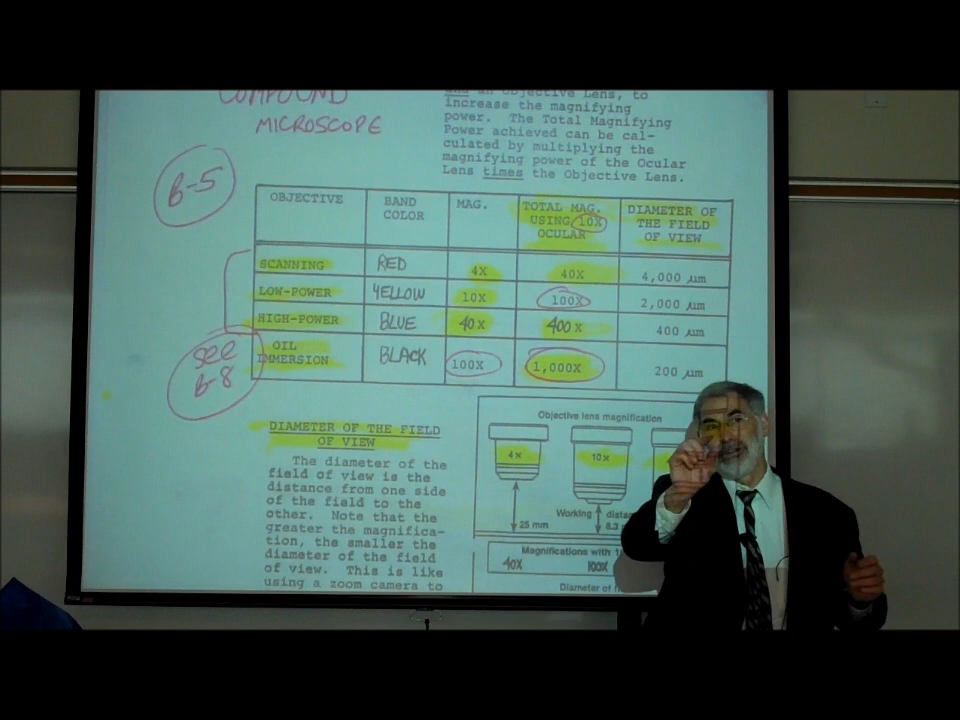 COMPOUND
MICROSCOPE
B-5
and an Objective Lens, to
increase the magnifying
power. The Total Magnifying
Power achieved can be cal-
culated by multiplying the
magnifying power of the Ocular
Lens times the Objective Lens.
OBJECTIVE BAND COLOR MAG. TOTAL MAG. USING 10X OCULAR DIAMETER OF THE FIELD OF VIEW
SCANNING RED 4X 40X 4,000 µm
LOW-POWER YELLOW 10X 100X 2,000 µm
HIGH-POWER BLUE 40X 400X 400 µm
OIL IMMERSION BLACK 100X 1,000X 200 µm
see
B-8
DIAMETER OF THE FIELD
OF VIEW
The diameter of the
field of view is the
distance from one side
of the field to the
other. Note that the
greater the magnifica-
tion, the smaller the
diameter of the field
of view. This is like
using a zoom camera to
Objective lens magnification
4x 10x
Working
25 mm 8.3
Magnifications with
40X 100X
Diameter of